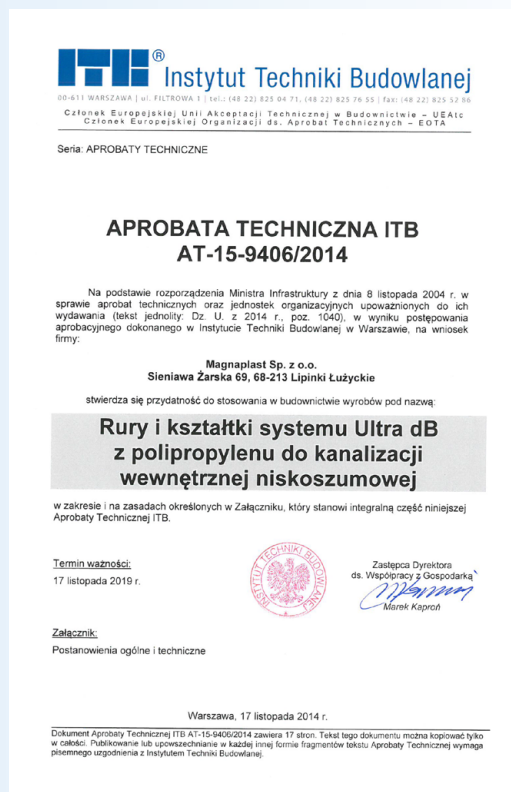 ITB®
Instytut Techniki Budowlanej
00-611 WARSZAWA | ul. FILTROWA 1 | tel.: (48 22) 825 04 71, (48 22) 825 76 55 | fax: (48 22) 825 52 86
Członek Europejskiej Unii Akceptacji Technicznej w Budownictwie – UEAtc
Członek Europejskiej Organizacji ds. Aprobat Technicznych – EOTA
Seria: APROBATY TECHNICZNE
APROBATA TECHNICZNA ITB
AT-15-9406/2014
Na podstawie rozporządzenia Ministra Infrastruktury z dnia 8 listopada 2004 r. w
sprawie aprobat technicznych oraz jednostek organizacyjnych upoważnionych do ich
wydawania (tekst jednolity: Dz. U. z 2014 r., poz. 1040), w wyniku postępowania
aprobacyjnego dokonanego w Instytucie Techniki Budowlanej w Warszawie, na wniosek
firmy:
Magnaplast Sp. z o.o.
Sieniawa Żarska 69, 68-213 Lipinki Łużyckie
stwierdza się przydatność do stosowania w budownictwie wyrobów pod nazwą:
Rury i kształtki systemu Ultra dB
z polipropylenu do kanalizacji
wewnętrznej niskoszumowej
w zakresie i na zasadach określonych w Załączniku, który stanowi integralną część niniejszej
Aprobaty Technicznej ITB.
Termin ważności:
17 listopada 2019 r.
INSTYTUT TECHNIKI BUDOWLANEJ
Zastępca Dyrektora
ds. Współpracy z Gospodarką
Marek Kaproń
Załącznik:
Postanowienia ogólne i techniczne
Warszawa, 17 listopada 2014 r.
Dokument Aprobaty Technicznej ITB AT-15-9406/2014 zawiera 17 stron. Tekst tego dokumentu można kopiować tylko
w całości. Publikowanie lub upowszechnianie w każdej innej formie fragmentów tekstu Aprobaty Technicznej wymaga
pisemnego uzgodnienia z Instytutem Techniki Budowlanej.